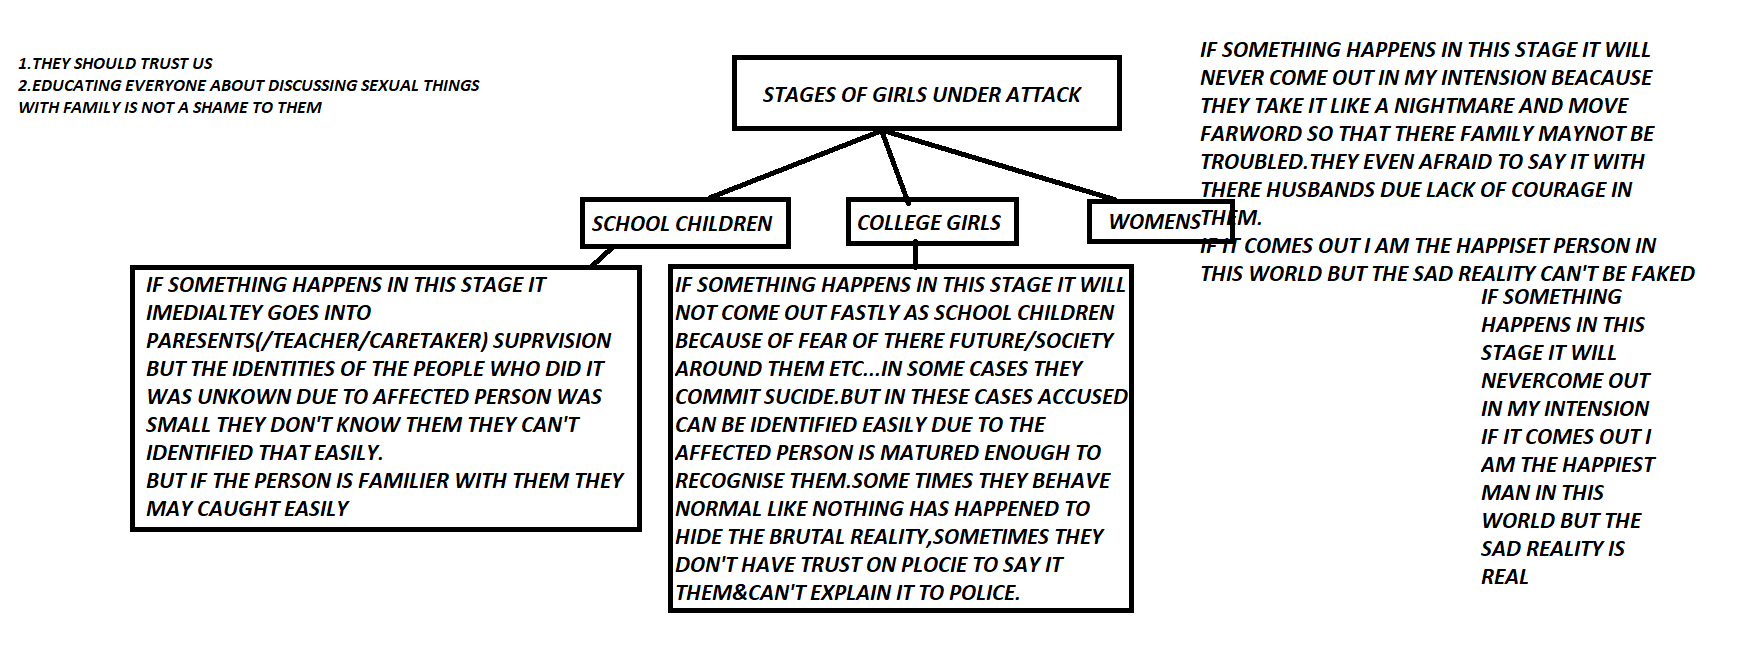 1.THEY SHOULD TRUST US
2.EDUCATING EVERYONE ABOUT DISCUSSING SEXUAL THINGS
WITH FAMILY IS NOT A SHAME TO THEM
STAGES OF GIRLS UNDER ATTACK
SCHOOL CHILDREN
COLLEGE GIRLS
WOMENS
IF SOMETHING HAPPENS IN THIS STAGE IT
IMEDIALTEY GOES INTO
PARESENTS(/TEACHER/CARETAKER) SUPRVISION
BUT THE IDENTITIES OF THE PEOPLE WHO DID IT
WAS UNKOWN DUE TO AFFECTED PERSON WAS
SMALL THEY DON'T KNOW THEM THEY CAN'T
IDENTIFIED THAT EASILY.
BUT IF THE PERSON IS FAMILIER WITH THEM THEY
MAY CAUGHT EASILY
IF SOMETHING HAPPENS IN THIS STAGE IT WILL
NOT COME OUT FASTLY AS SCHOOL CHILDREN
BECAUSE OF FEAR OF THERE FUTURE/SOCIETY
AROUND THEM ETC...IN SOME CASES THEY
COMMIT SUCIDE.BUT IN THESE CASES ACCUSED
CAN BE IDENTIFIED EASILY DUE TO THE
AFFECTED PERSON IS MATURED ENOUGH TO
RECOGNISE THEM.SOME TIMES THEY BEHAVE
NORMAL LIKE NOTHING HAS HAPPENED TO
HIDE THE BRUTAL REALITY,SOMETIMES THEY
DON'T HAVE TRUST ON PLOCIE TO SAY IT
THEM&CAN'T EXPLAIN IT TO POLICE.
IF SOMETHING HAPPENS IN THIS STAGE IT WILL
NEVER COME OUT IN MY INTENSION BEACAUSE
THEY TAKE IT LIKE A NIGHTMARE AND MOVE
FARWORD SO THAT THERE FAMILY MAYNOT BE
TROUBLED.THEY EVEN AFRAID TO SAY IT WITH
THERE HUSBANDS DUE LACK OF COURAGE IN
THEM.
IF IT COMES OUT I AM THE HAPPISET PERSON IN
THIS WORLD BUT THE SAD REALITY CAN'T BE FAKED
IF SOMETHING
HAPPENS IN THIS
STAGE IT WILL
NEVERCOME OUT
IN MY INTENSION
IF IT COMES OUT I
AM THE HAPPIEST
MAN IN THIS
WORLD BUT THE
SAD REALITY IS
REAL